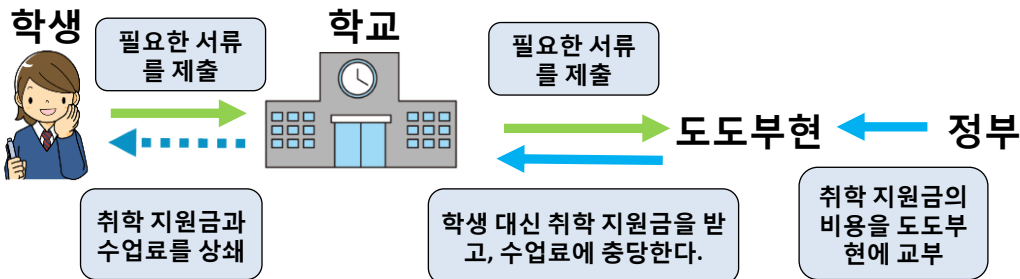 학생
필요한 서류
를 제출
학교
필요한 서류
를 제출
도도부현
정부
취학 지원금과
수업료를 상쇄
학생 대신 취학 지원금을 받
고, 수업료에 충당한다.
취학 지원금의
비용을 도도부
현에 교부